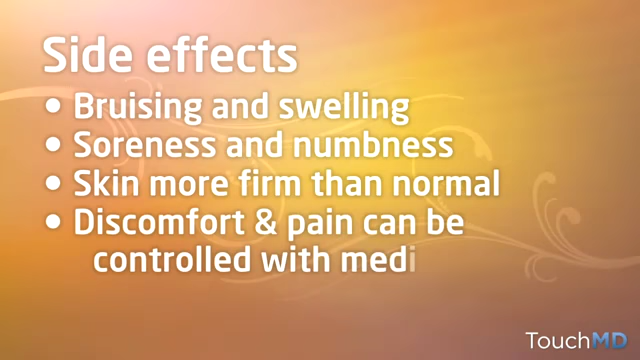 Side effects
• Bruising and swelling
• Soreness and numbness
• Skin more firm than normal
• Discomfort & pain can be
controlled with medi
TouchMD